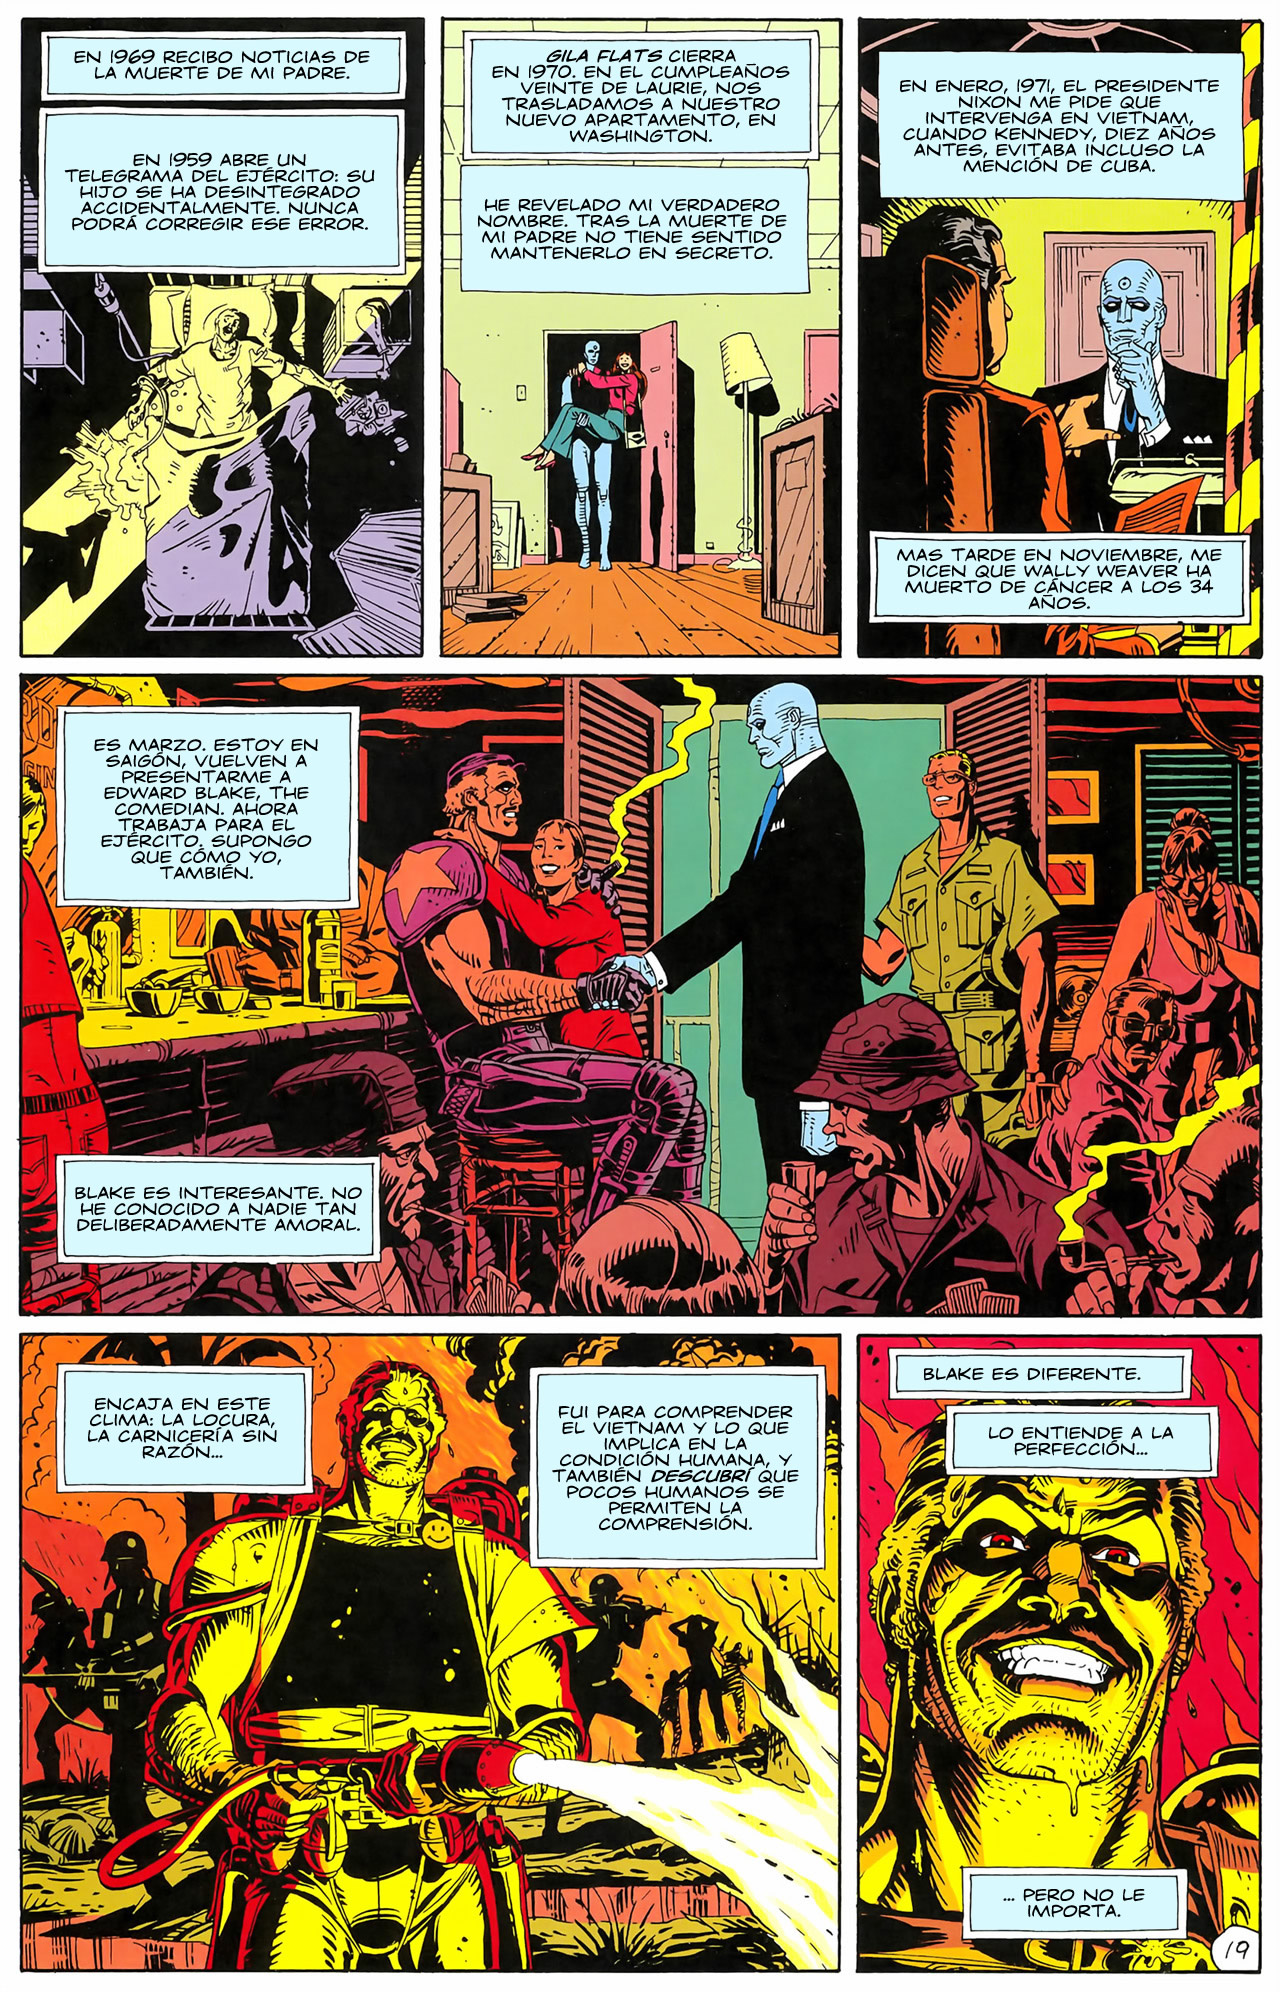 EN 1969 RECIBO NOTICIAS DE
LA MUERTE DE MI PADRE.
EN 1959 ABRE UN
TELEGRAMA DEL EJÉRCITO: SU
HIJO SE HA DESINTEGRADO
ACCIDENTALMENTE. NUNCA
PODRÁ CORREGIR ESE ERROR.
GILA FLATS CIERRA
EN 1970. EN EL CUMPLEAÑOS
VEINTE DE LAURIE, NOS
TRASLADAMOS A NUESTRO
NUEVO APARTAMENTO, EN
WASHINGTON.
HE REVELADO MI VERDADERO
NOMBRE. TRAS LA MUERTE DE
MI PADRE NO TIENE SENTIDO
MANTENERLO EN SECRETO.
EN ENERO, 1971, EL PRESIDENTE
NIXON ME PIDE QUE
INTERVENGA EN VIETNAM,
CUANDO KENNEDY, DIEZ AÑOS
ANTES, EVITABA INCLUSO LA
MENCIÓN DE CUBA.
MAS TARDE EN NOVIEMBRE, ME
DICEN QUE WALLY WEAVER HA
MUERTO DE CÁNCER A LOS 34
AÑOS.
ES MARZO. ESTOY EN
SAIGÓN, VUELVEN A
PRESENTARME A
EDWARD BLAKE, THE
COMEDIAN. AHORA
TRABAJA PARA EL
EJÉRCITO. SUPONGO
QUE CÓMO YO,
TAMBIÉN.
GIN
BLAKE ES INTERESANTE. NO
HE CONOCIDO A NADIE TAN
DELIBERADAMENTE AMORAL.
ENCAJA EN ESTE
CLIMA: LA LOCURA,
LA CARNICERÍA SIN
RAZÓN...
FUI PARA COMPRENDER
EL VIETNAM Y LO QUE
IMPLICA EN LA
CONDICIÓN HUMANA, Y
TAMBIÉN DESCUBRÍ QUE
POCOS HUMANOS SE
PERMITEN LA
COMPRENSIÓN.
BLAKE ES DIFERENTE.
LO ENTIENDE A LA
PERFECCIÓN...
... PERO NO LE
IMPORTA.
19